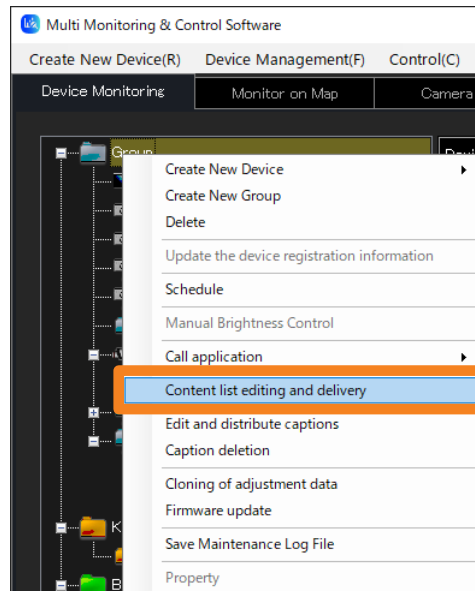 Multi Monitoring & Control Software
Create New Device(R) Device Management(F) Control(C)
Device Monitoring Monitor on Map Camera
Group
Create New Device
Create New Group
Delete
Update the device registration information
Schedule
Manual Brightness Control
Call application
Content list editing and delivery
Edit and distribute captions
Caption deletion
Cloning of adjustment data
Firmware update
K
Save Maintenance Log File
B
Property